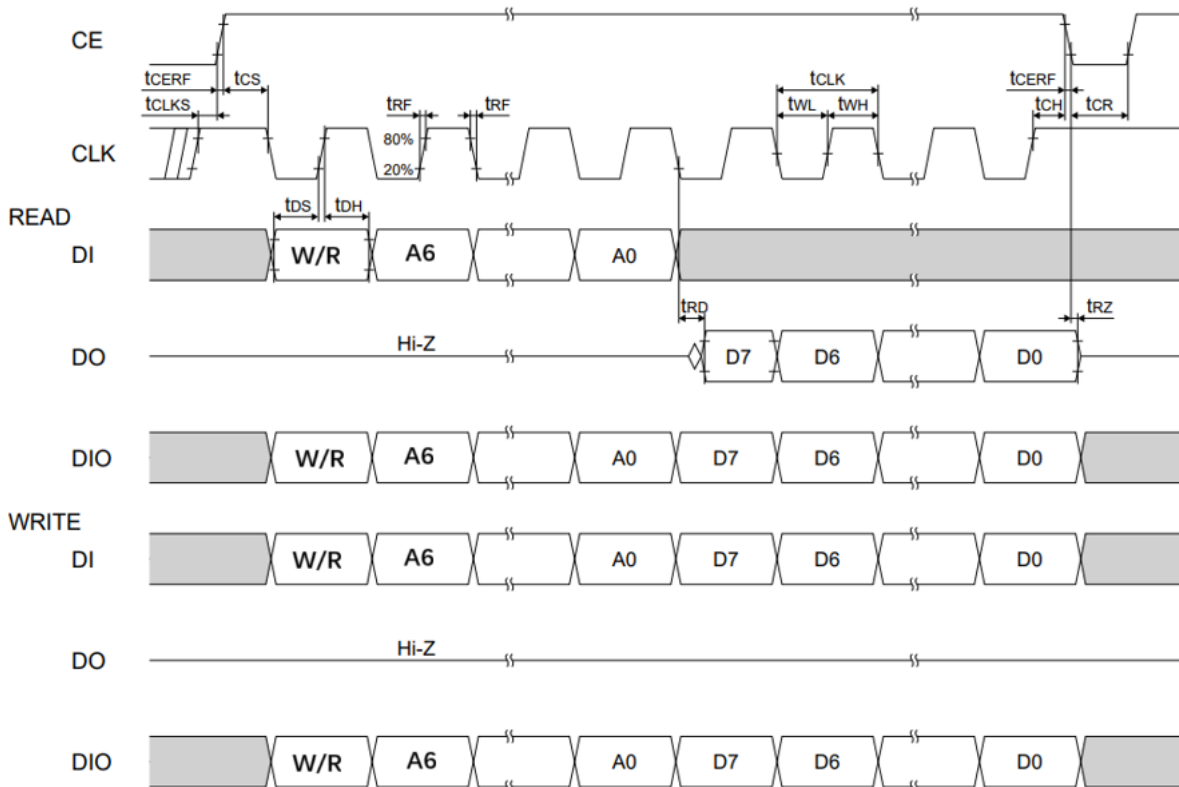 CE
tCERF tCS tCLK tCERF
tCLKS tRF tRF tWL tWH tCH tCR
CLK 80%
20%
tDS tDH
READ
DI W/R A6 A0
tRD tRZ
Hi-Z
DO D7 D6 D0
DIO W/R A6 A0 D7 D6 D0
WRITE
DI W/R A6 A0 D7 D6 D0
Hi-Z
DO
DIO W/R A6 A0 D7 D6 D0